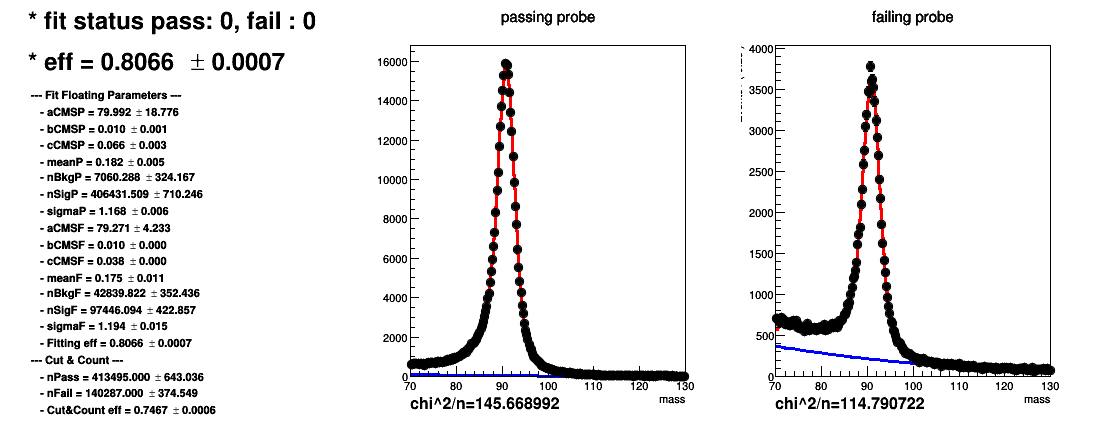 * fit status pass: 0, fail : 0
* eff = 0.8066 ± 0.0007
--- Fit Floating Parameters ---
- aCMSP = 79.992 ± 18.776
- bCMSP = 0.010 ± 0.001
- cCMSP = 0.066 ± 0.003
- meanP = 0.182 ± 0.005
- nBkgP = 7060.288 ± 324.167
- nSigP = 406431.509 ± 710.246
- sigmaP = 1.168 ± 0.006
- aCMSF = 79.271 ± 4.233
- bCMSF = 0.010 ± 0.000
- cCMSF = 0.038 ± 0.000
- meanF = 0.175 ± 0.011
- nBkgF = 42839.822 ± 352.436
- nSigF = 97446.094 ± 422.857
- sigmaF = 1.194 ± 0.015
- Fitting eff = 0.8066 ± 0.0007
--- Cut & Count ---
- nPass = 413495.000 ± 643.036
- nFail = 140287.000 ± 374.549
- Cut&Count eff = 0.7467 ± 0.0006
passing probe
16000
14000
12000
10000
8000
6000
4000
2000
0
70 80 90 100 110 120 130
mass
chi^2/n=145.668992
failing probe
4000
3500
3000
2500
2000
1500
1000
500
0
70 80 90 100 110 120 130
mass
chi^2/n=114.790722